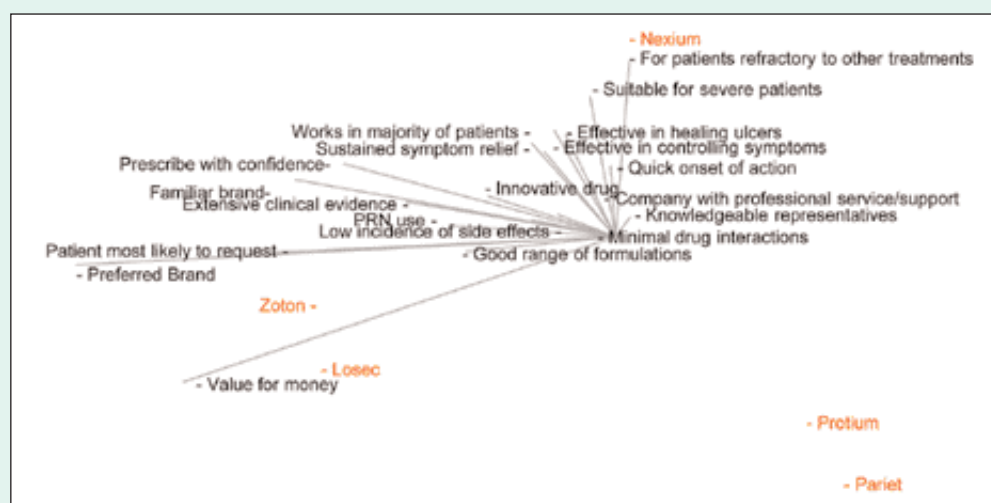 - Nexium
- For patients refractory to other treatments
- Suitable for severe patients
Works in majority of patients -
- Effective in healing ulcers
Sustained symptom relief -
- Effective in controlling symptoms
Prescribe with confidence-
- Quick onset of action
Familiar brand-
- Innovative drug
Extensive clinical evidence -
- Company with professional service/support
PRN use -
- Knowledgeable representatives
Low incidence of side effects -
- Minimal drug interactions
Patient most likely to request -
- Good range of formulations
- Preferred Brand
Zoton -
- Losec
- Value for money
- Protium
- Pariet